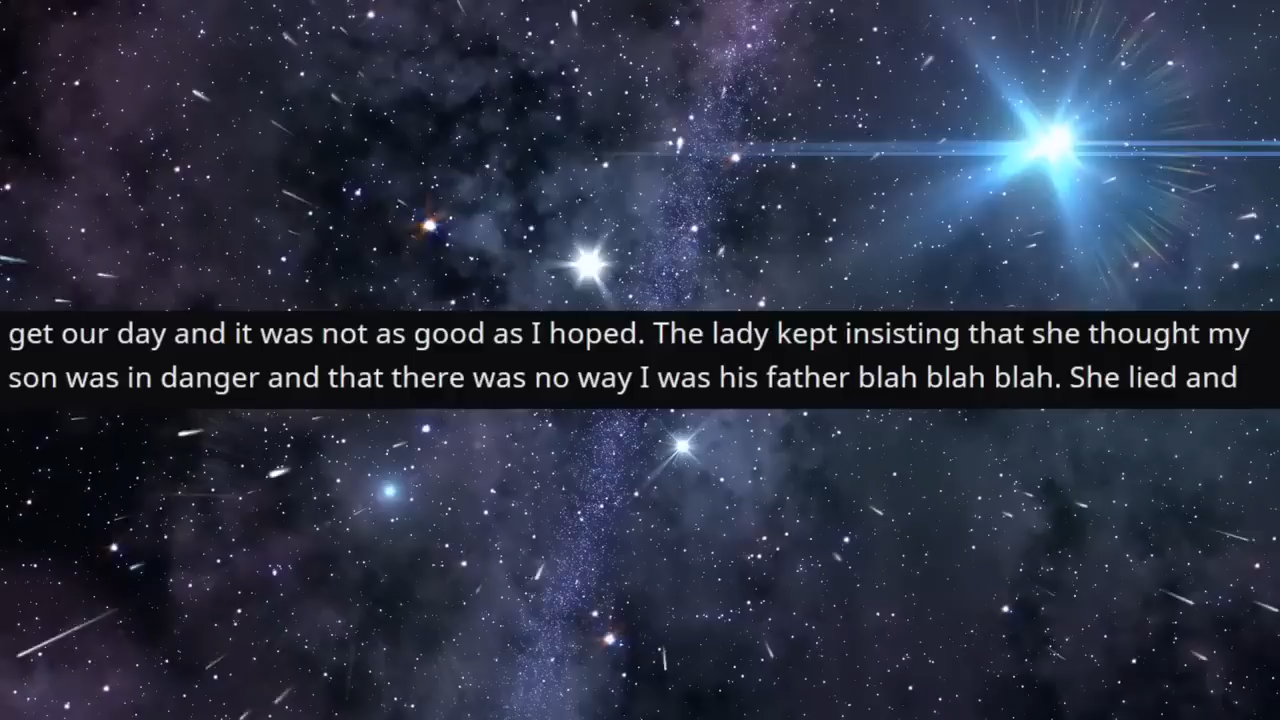 get our day and it was not as good as I hoped. The lady kept insisting that she thought my
son was in danger and that there was no way I was his father blah blah blah. She lied and